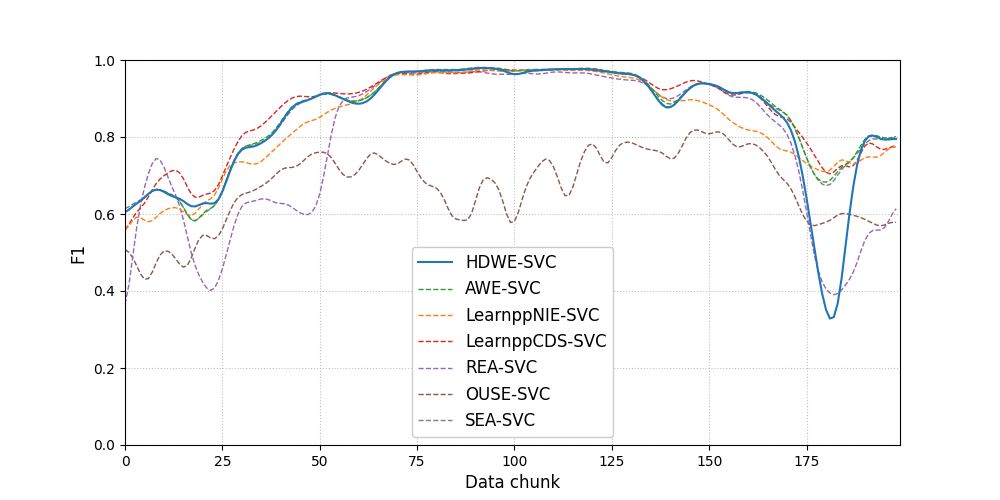 1.0
0.8
0.6
0.4
0.2
0.0
F1
HDWE-SVC
AWE-SVC
LearnppNIE-SVC
LearnppCDS-SVC
REA-SVC
OUSE-SVC
SEA-SVC
0 25 50 75 100 125 150 175
Data chunk